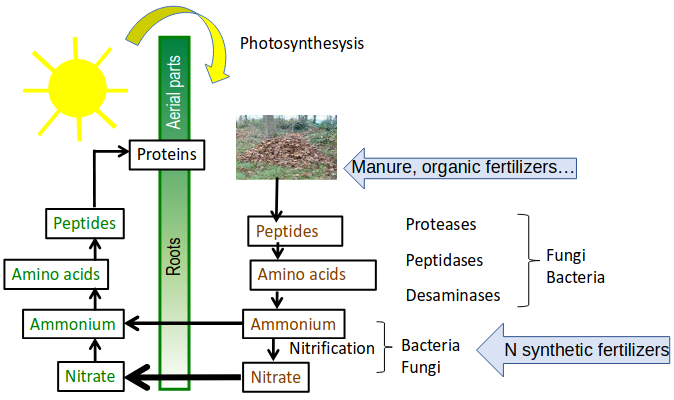 Photosynthesysis
Aerial parts
Proteins
Manure, organic fertilizers…
Peptides
Peptides
Proteases
Roots
Fungi
Bacteria
Amino acids
Amino acids
Peptidases
Desaminases
Ammonium
Ammonium
Nitrification
Bacteria
Fungi
N synthetic fertilizers
Nitrate
Nitrate